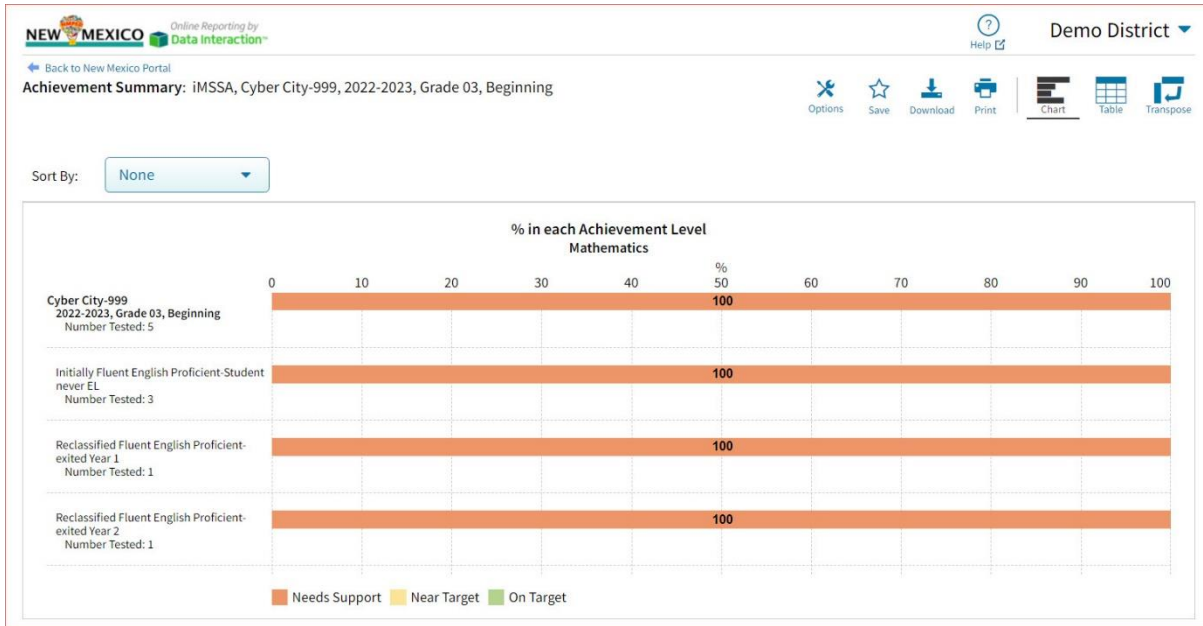 NEW MEXICO
Online Reporting by
Data Interaction™
?
Help
Demo District
Back to New Mexico Portal
Achievement Summary: iMSSA, Cyber City-999, 2022-2023, Grade 03, Beginning
Options Save Download Print Chart Table Transpose
Sort By: None
% in each Achievement Level
Mathematics
%
0 10 20 30 40 50 60 70 80 90 100
Cyber City-999
2022-2023, Grade 03, Beginning
Number Tested: 5
100
Initially Fluent English Proficient-Student
never EL
Number Tested: 3
100
Reclassified Fluent English Proficient-
exited Year 1
Number Tested: 1
100
Reclassified Fluent English Proficient-
exited Year 2
Number Tested: 1
100
Needs Support Near Target On Target